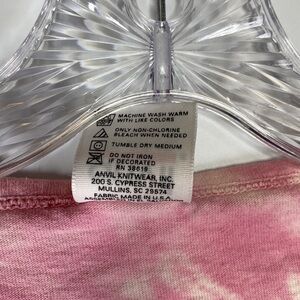 MACHINE WASH WARM
WITH LIKE COLORS
ONLY NON-CHLORINE
BLEACH WHEN NEEDED
TUMBLE DRY MEDIUM
DO NOT IRON
IF DECORATED
RN 38619
ANVIL KNITWEAR, INC.
200 S. CYPRESS STREET
MULLINS, SC 29574
FABRIC MADE IN U.S.A.